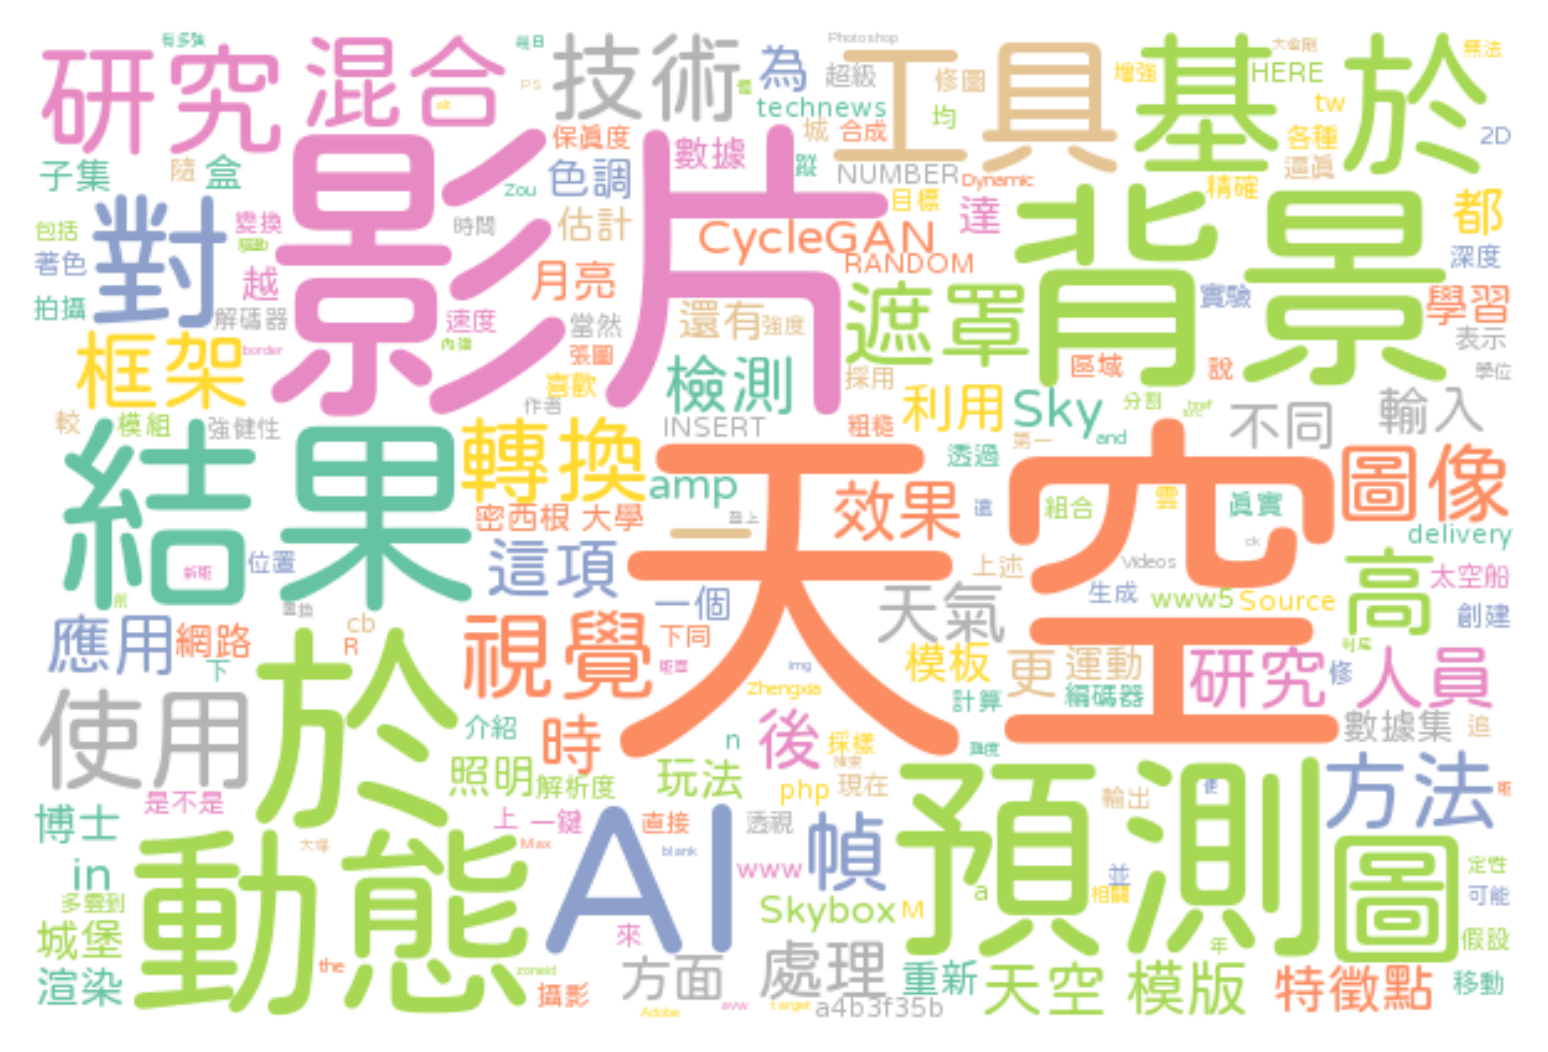 有多強
幾日
Photoshop
大會剛
無法
研究
混合
技術
為
超級
工具
修圖
增強
基於
HERE
alt
PS
technews
tw
均
2D
城
合成
各種
保真度
數據
逼真
子集
隨
盒
影片
色調
蹤
NUMBER
Dynamic
精確
Zou
目標
背景
都
包括
對
變換
時間
估計
達
CycleGAN
著色
月亮
RANDOM
深度
越
遮罩
實驗
學習
拍攝
解碼器
速度
當然
還有
強度
表示
框架
border
張圖
檢測
採用
區域
說
學位
喜歡
利用
Sky
分割
不同
輸入
作者
較
模組
強健性
INSERT
粗糙
and
第一
結果
轉換
天空
透過
圖像
amp
效果
密西根 大學
組合
雲
真實
delivery
位置
這項
ck
上述
Videos
太空船
高
一個
天氣
生成
www5
Source
創建
應用
網路
cb
R
下
視覺
下同
Img
模板
更
運動
研究
修
人員
於
Zhengxia
計算
編碼器
使用
介紹
時
後
n
採樣
數據集
追
照明
解析度
玩法
php
現在
輸出
方法
是不是
博士
上
一鍵
直接
透視
預測
動態
AI
Max
blank
幀
in
www
並
圖
定性
多雲到
Skybox
M
a
相關
可能
城堡
來
年
假設
the
zoneid
方面
處理
重新
天空
模版
特徵點
移動
渲染
攝影
Adobe
target
a4b3f35b